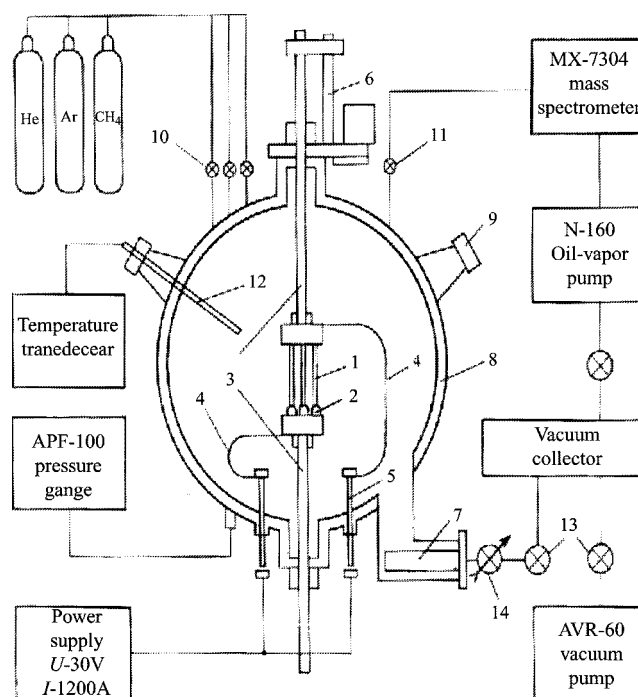 He
Ar
CH4
6
MX-7304
mass
spectrometer
10
11
9
N-160
Oil-vapor
pump
12
Temperature
tranedecear
3
1
4
8
2
4
APF-100
pressure
gange
Vacuum
collector
5
7
13
14
Power
supply
U-30V
I-1200A
AVR-60
vacuum
pump